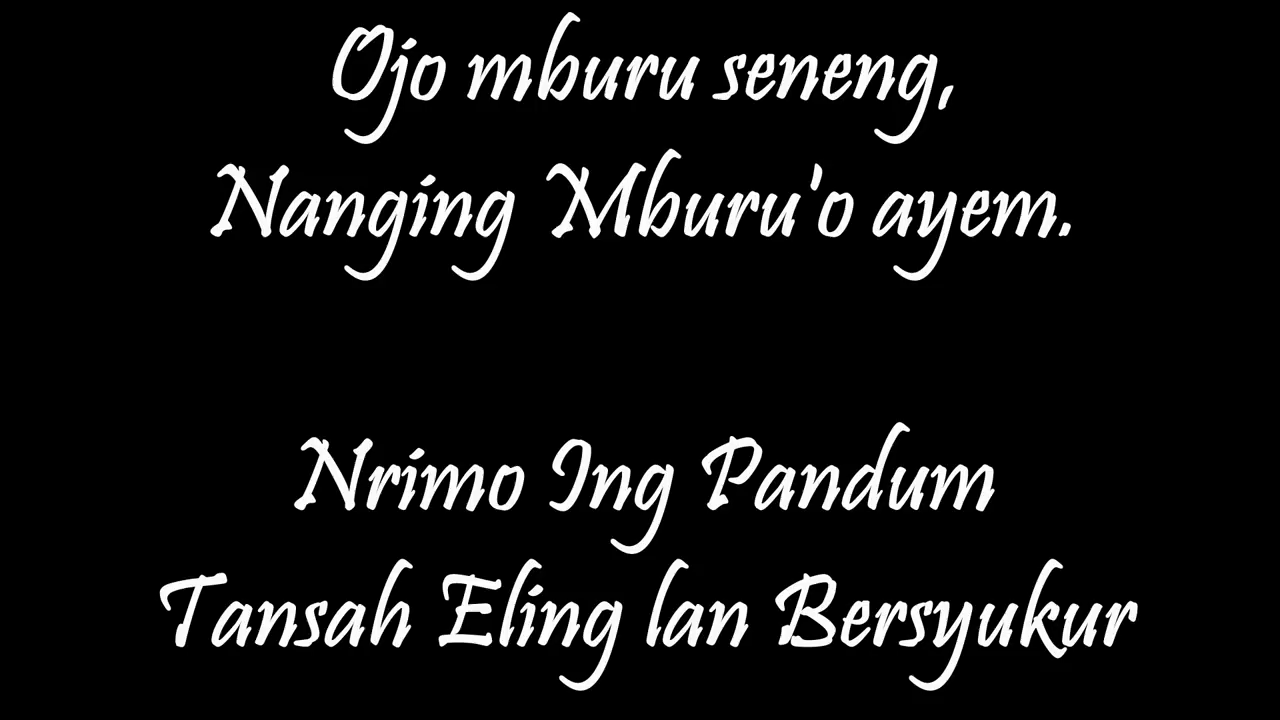 Ojo mburu seneng,
Nanging Mburu'o ayem.
Nrimo Ing Pandum
Tansah Eling lan Bersyukur